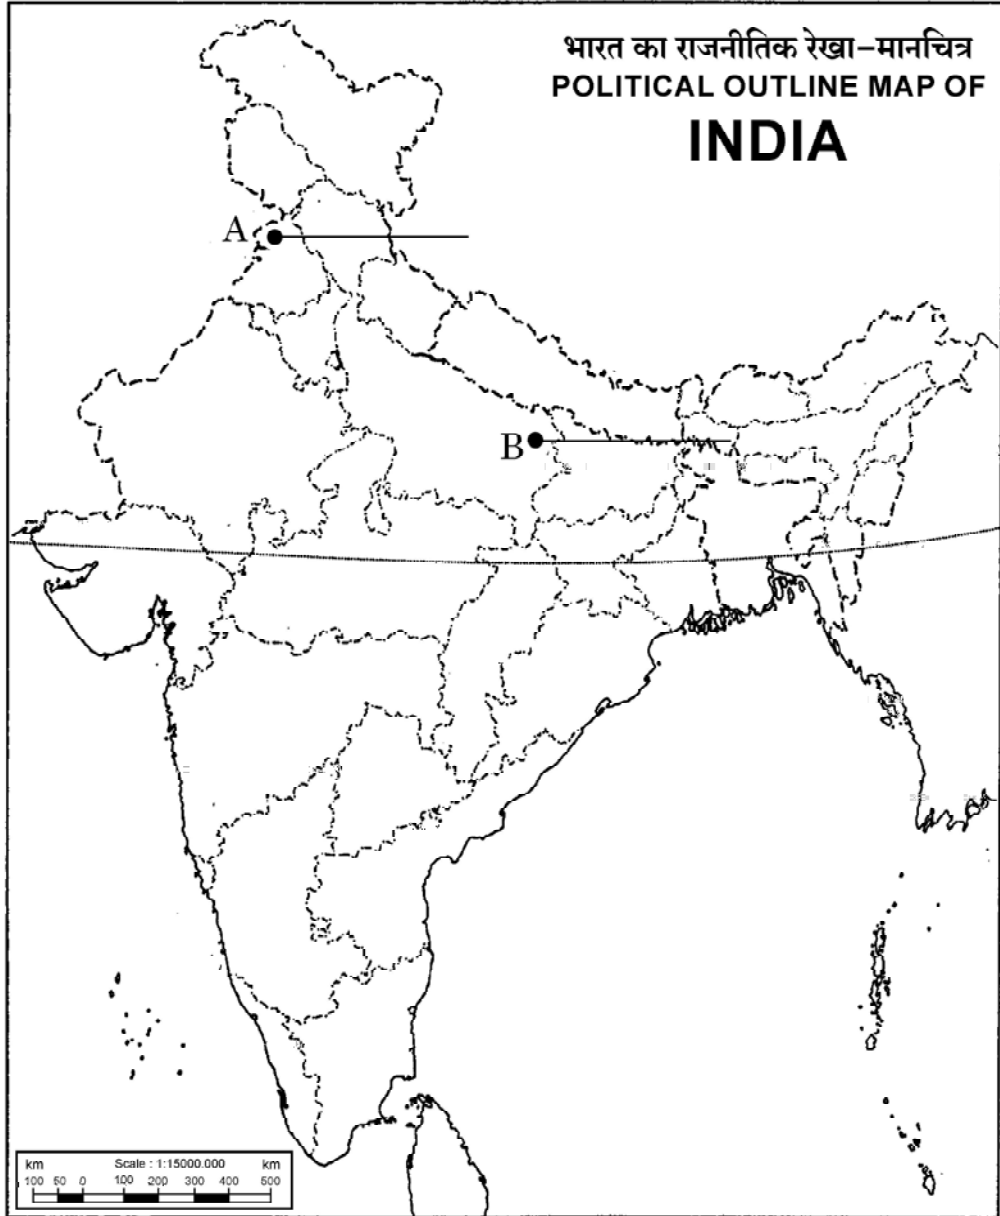 भारत का राजनीतिक रेखा–मानचित्र
POLITICAL OUTLINE MAP OF
INDIA
A
B
km Scale : 1:15000.000 km
100 50 0 100 200 300 400 500